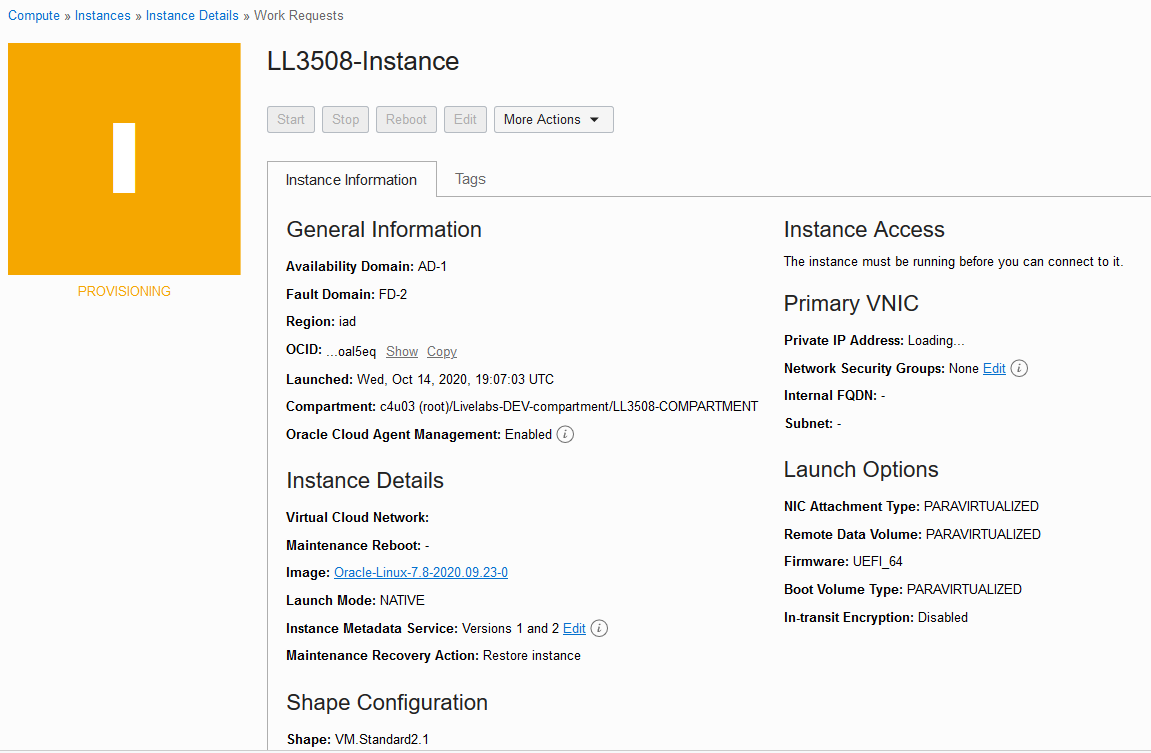 Compute » Instances » Instance Details » Work Requests
I
PROVISIONING
LL3508-Instance
Start Stop Reboot Edit More Actions
Instance Information Tags
General Information
Availability Domain: AD-1
Fault Domain: FD-2
Region: iad
OCID: ...oal5eq Show Copy
Launched: Wed, Oct 14, 2020, 19:07:03 UTC
Compartment: c4u03 (root)/Livelabs-DEV-compartment/LL3508-COMPARTMENT
Oracle Cloud Agent Management: Enabled i
Instance Details
Virtual Cloud Network:
Maintenance Reboot: -
Image: Oracle-Linux-7.8-2020.09.23-0
Launch Mode: NATIVE
Instance Metadata Service: Versions 1 and 2 Edit i
Maintenance Recovery Action: Restore instance
Shape Configuration
Shape: VM.Standard2.1
Instance Access
The instance must be running before you can connect to it.
Primary VNIC
Private IP Address: Loading...
Network Security Groups: None Edit i
Internal FQDN: -
Subnet: -
Launch Options
NIC Attachment Type: PARAVIRTUALIZED
Remote Data Volume: PARAVIRTUALIZED
Firmware: UEFI_64
Boot Volume Type: PARAVIRTUALIZED
In-transit Encryption: Disabled